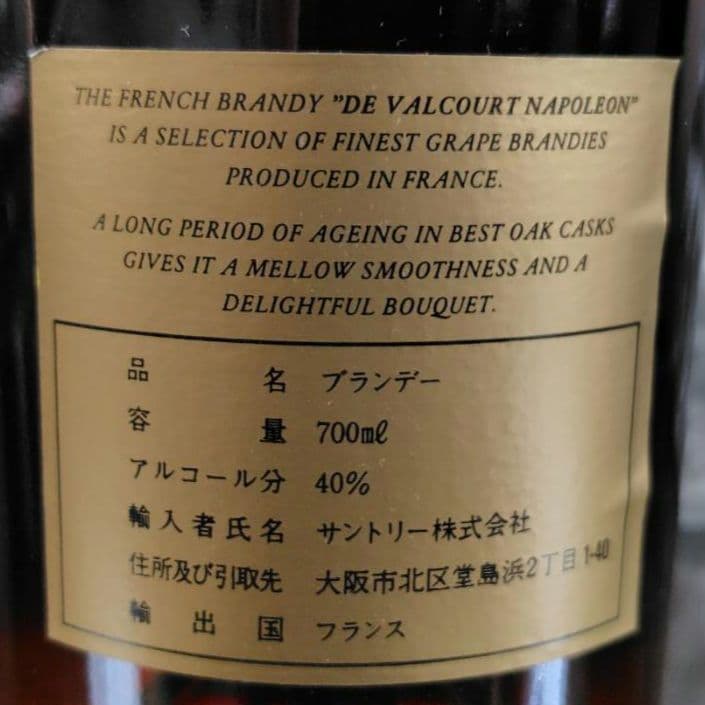 THE FRENCH BRANDY "DE VALCOURT NAPOLEON"
IS A SELECTION OF FINEST GRAPE BRANDIES
PRODUCED IN FRANCE.
A LONG PERIOD OF AGEING IN BEST OAK CASKS
GIVES IT A MELLOW SMOOTHNESS AND A
DELIGHTFUL BOUQUET.
品名 ブランデー
容量 700mℓ
アルコール分 40%
輸入者氏名 サントリー株式会社
住所及び引取先 大阪市北区堂島浜2丁目1-40
輸出国 フランス